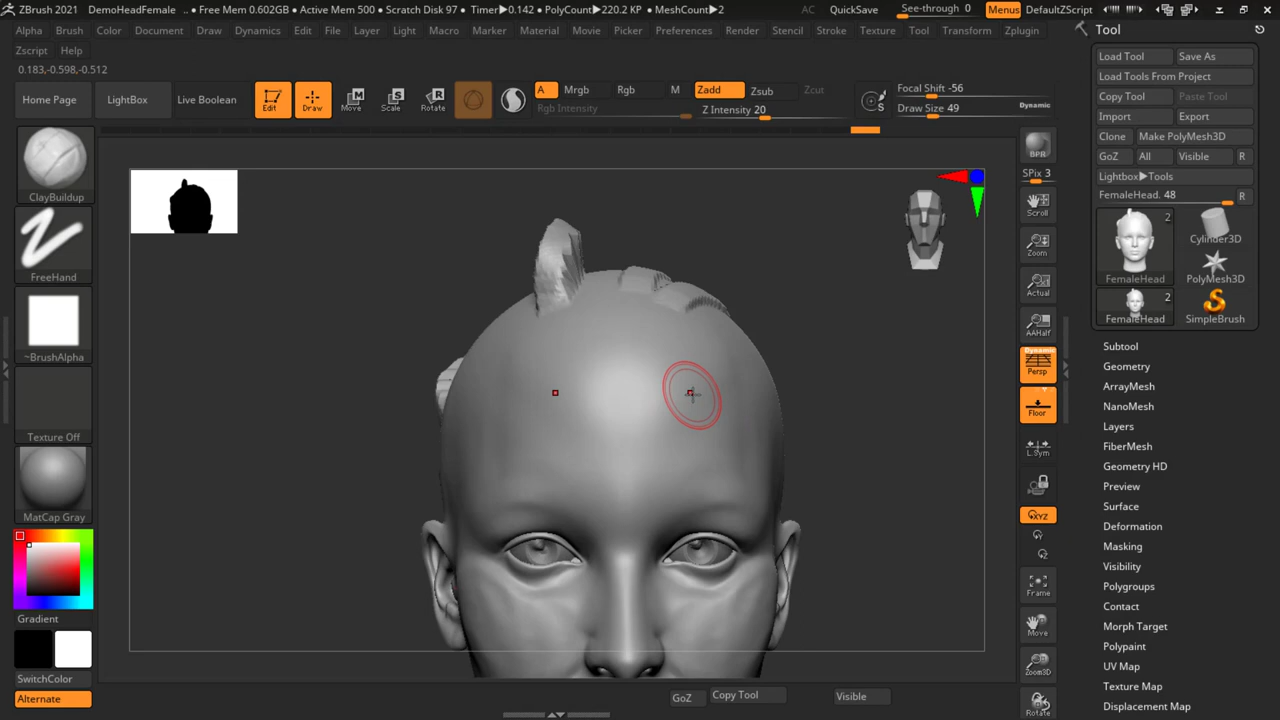 ZBrush 2021 DemoHeadFemale .. • Free Mem 0.602GB • Active Mem 500 • Scratch Disk 97 • Timer▶0.142 • PolyCount▶220.2 KP • MeshCount▶2 AC QuickSave See-through 0 Menus DefaultZScript
Alpha Brush Color Document Draw Dynamics Edit File Layer Light Macro Marker Material Movie Picker Preferences Render Stencil Stroke Texture Tool Transform Zplugin
Zscript Help
0.183,-0.598,-0.512
Home Page LightBox Live Boolean Edit Draw Move Scale Rotate
A Mrgb Rgb M Zadd Zsub Zcut
Rgb Intensity Z Intensity 20
Focal Shift -56
Draw Size 49 Dynamic
ClayBuildup
FreeHand
~BrushAlpha
Texture Off
MatCap Gray
Gradient
SwitchColor
Alternate
BPR
SPix 3
Scroll
Zoom
Actual
AAHalf
Dynamic
Persp
Floor
L.Sym
XYZ
Frame
Move
Zoom3D
Rotate
GoZ Copy Tool Visible
Tool
Load Tool Save As
Load Tools From Project
Copy Tool Paste Tool
Import Export
Clone Make PolyMesh3D
GoZ All Visible R
Lightbox▶Tools
FemaleHead. 48 R
2
FemaleHead
Cylinder3D
PolyMesh3D
2
FemaleHead
SimpleBrush
Subtool
Geometry
ArrayMesh
NanoMesh
Layers
FiberMesh
Geometry HD
Preview
Surface
Deformation
Masking
Visibility
Polygroups
Contact
Morph Target
Polypaint
UV Map
Texture Map
Displacement Map